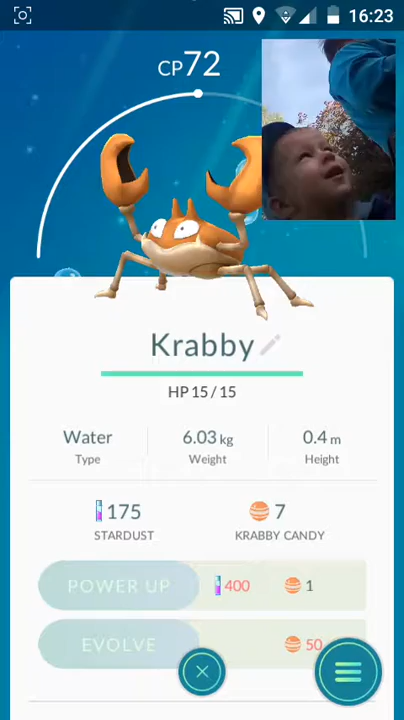 16:23
CP72
Krabby
HP 15 / 15
Water 6.03 kg 0.4 m
Type Weight Height
175 7
STARDUST KRABBY CANDY
POWER UP 400 1
EVOLVE 50